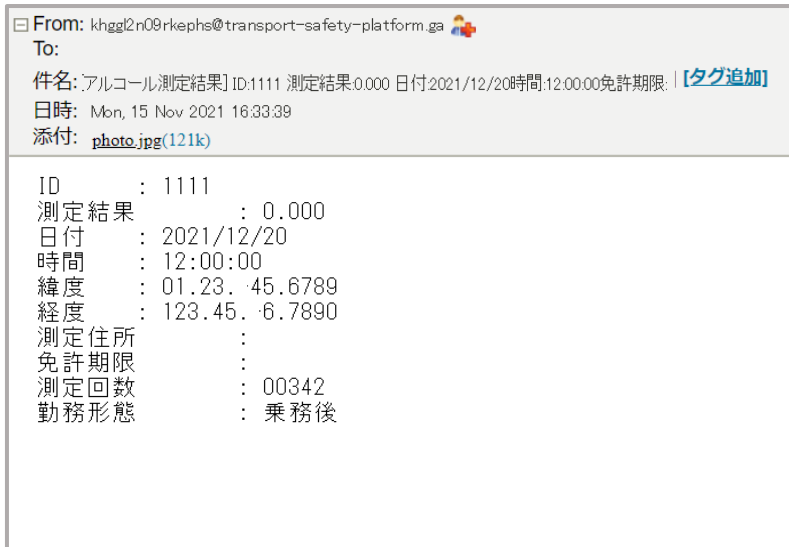 From: khggl2n09rkephs@transport-safety-platform.ga
To:
件名: [アルコール測定結果] ID:1111 測定結果:0.000 日付:2021/12/20時間:12:00:00免許期限: | [タグ追加]
日時: Mon, 15 Nov 2021 16:33:39
添付: photo.jpg(121k)
ID : 1111
測定結果 : 0.000
日付 : 2021/12/20
時間 : 12:00:00
緯度 : 01.23. 45.6789
経度 : 123.45. 6.7890
測定住所 :
免許期限 :
測定回数 : 00342
勤務形態 : 乗務後